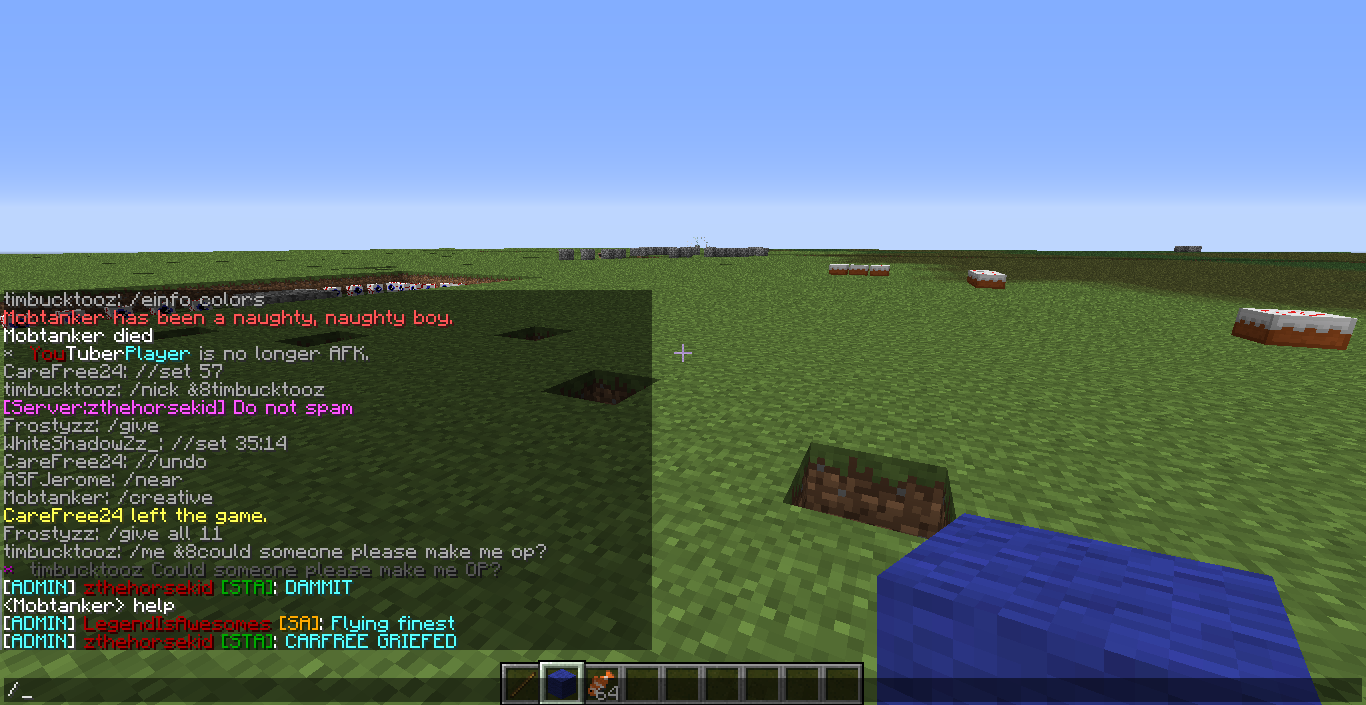 timbucktooz: /einfo colors
Mobtanker has been a naughty, naughty boy.
Mobtanker died
* YouTuberPlayer is no longer AFK.
CareFree24: //set 57
timbucktooz: /nick &8timbucktooz
[Server:zthehorsekid] Do not spam
Frostyzz: /give
WhiteShadowZz_: //set 35:14
CareFree24: //undo
ASFJerome: /near
Mobtanker: /creative
CareFree24 left the game.
Frostyzz: /give all 11
timbucktooz: /me &8could someone please make me op?
* timbucktooz Could someone please make me OP?
[ADMIN] zthehorsekid [STA]: DAMMIT
<Mobtanker> help
[ADMIN] LegendIsAwesomes [SA]: Flying finest
[ADMIN] zthehorsekid [STA]: CARFREE GRIEFED
/_
64